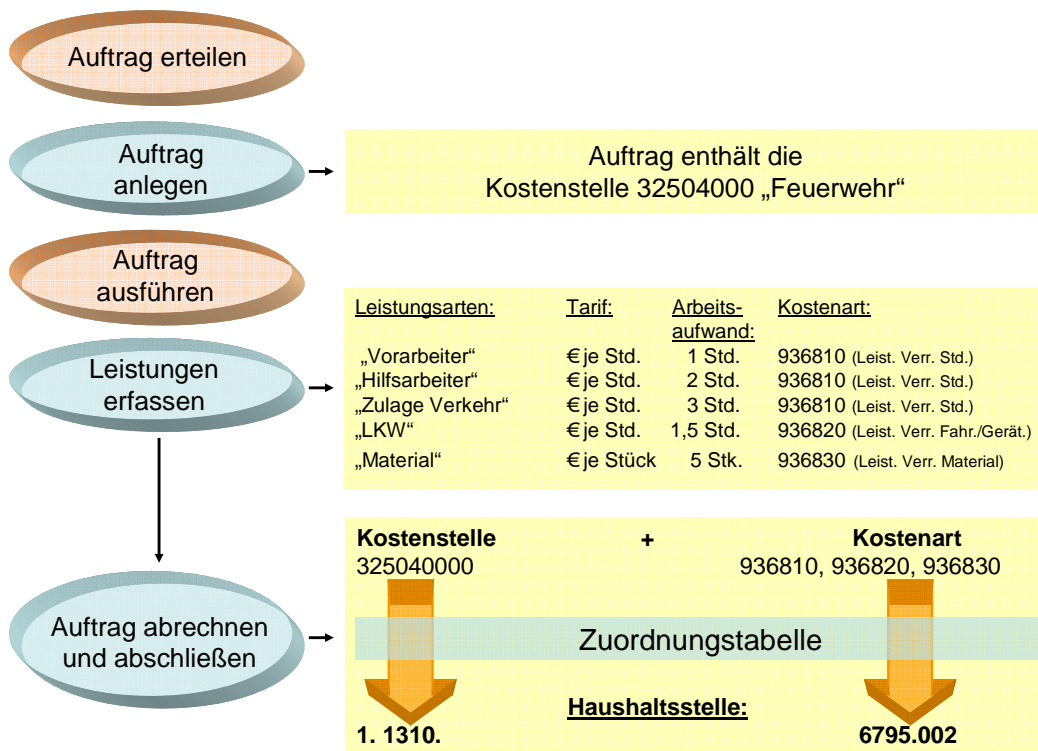 Auftrag erteilen
Auftrag
anlegen
Auftrag enthält die
Kostenstelle 32504000 „Feuerwehr“
Auftrag
ausführen
Leistungen
erfassen
Leistungsarten: Tarif: Arbeits- Kostenart:
aufwand:
„Vorarbeiter“ € je Std. 1 Std. 936810 (Leist. Verr. Std.)
„Hilfsarbeiter“ € je Std. 2 Std. 936810 (Leist. Verr. Std.)
„Zulage Verkehr“ € je Std. 3 Std. 936810 (Leist. Verr. Std.)
„LKW“ € je Std. 1,5 Std. 936820 (Leist. Verr. Fahr./Gerät.)
„Material“ € je Stück 5 Stk. 936830 (Leist. Verr. Material)
Auftrag abrechnen
und abschließen
Kostenstelle + Kostenart
325040000 936810, 936820, 936830
Zuordnungstabelle
Haushaltsstelle:
1. 1310. 6795.002